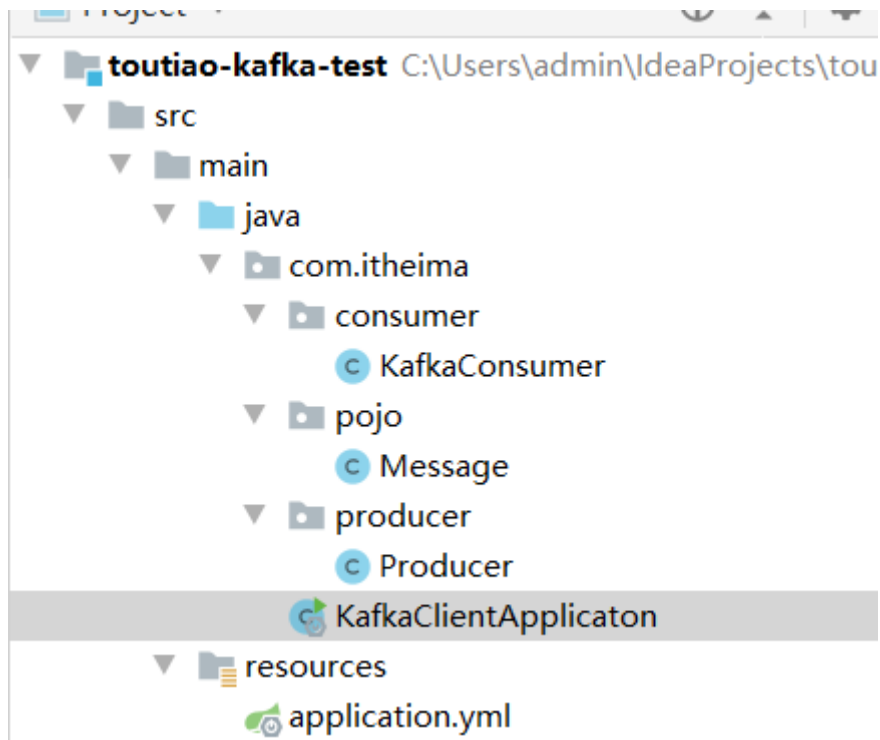 Project
toutiao-kafka-test C:\Users\admin\IdeaProjects\tou
src
main
java
com.itheima
consumer
KafkaConsumer
pojo
Message
producer
Producer
KafkaClientApplicaton
resources
application.yml